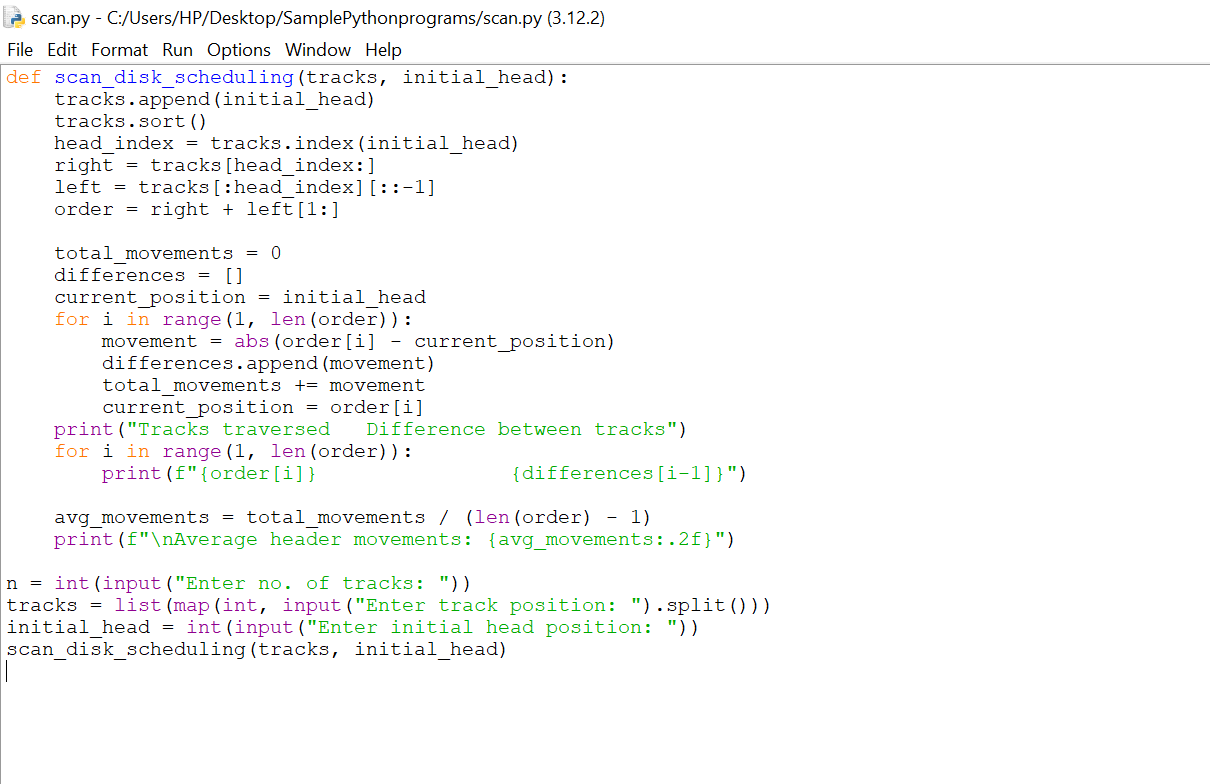 scan.py - C:/Users/HP/Desktop/SamplePythonprograms/scan.py (3.12.2)
File Edit Format Run Options Window Help
def scan_disk_scheduling(tracks, initial_head):
    tracks.append(initial_head)
    tracks.sort()
    head_index = tracks.index(initial_head)
    right = tracks[head_index:]
    left = tracks[:head_index][::-1]
    order = right + left[1:]

    total_movements = 0
    differences = []
    current_position = initial_head
    for i in range(1, len(order)):
        movement = abs(order[i] - current_position)
        differences.append(movement)
        total_movements += movement
        current_position = order[i]
    print("Tracks traversed   Difference between tracks")
    for i in range(1, len(order)):
        print(f"{order[i]}                {differences[i-1]}")

    avg_movements = total_movements / (len(order) - 1)
    print(f"\nAverage header movements: {avg_movements:.2f}")

n = int(input("Enter no. of tracks: "))
tracks = list(map(int, input("Enter track position: ").split()))
initial_head = int(input("Enter initial head position: "))
scan_disk_scheduling(tracks, initial_head)